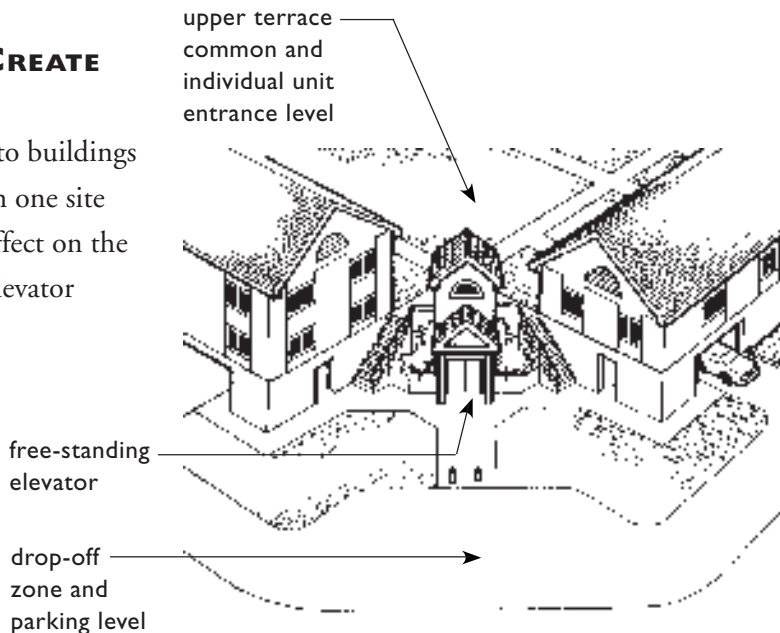 CREATE
to buildings
n one site
ffect on the
levator
upper terrace
common and
individual unit
entrance level
free-standing
elevator
drop-off
zone and
parking level